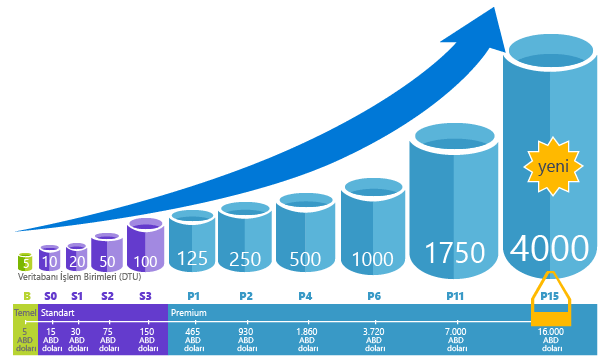 yeni
5 10 20 50 100 125 250 500 1000 1750 4000
Veritabanı İşlem Birimleri (DTU)
B S0 S1 S2 S3 P1 P2 P4 P6 P11 P15
Temel Standart Premium
5 15 30 75 150 465 930 1.860 3.720 7.000 16.000
ABD ABD ABD ABD ABD ABD ABD ABD ABD ABD ABD
doları doları doları doları doları doları doları doları doları doları doları